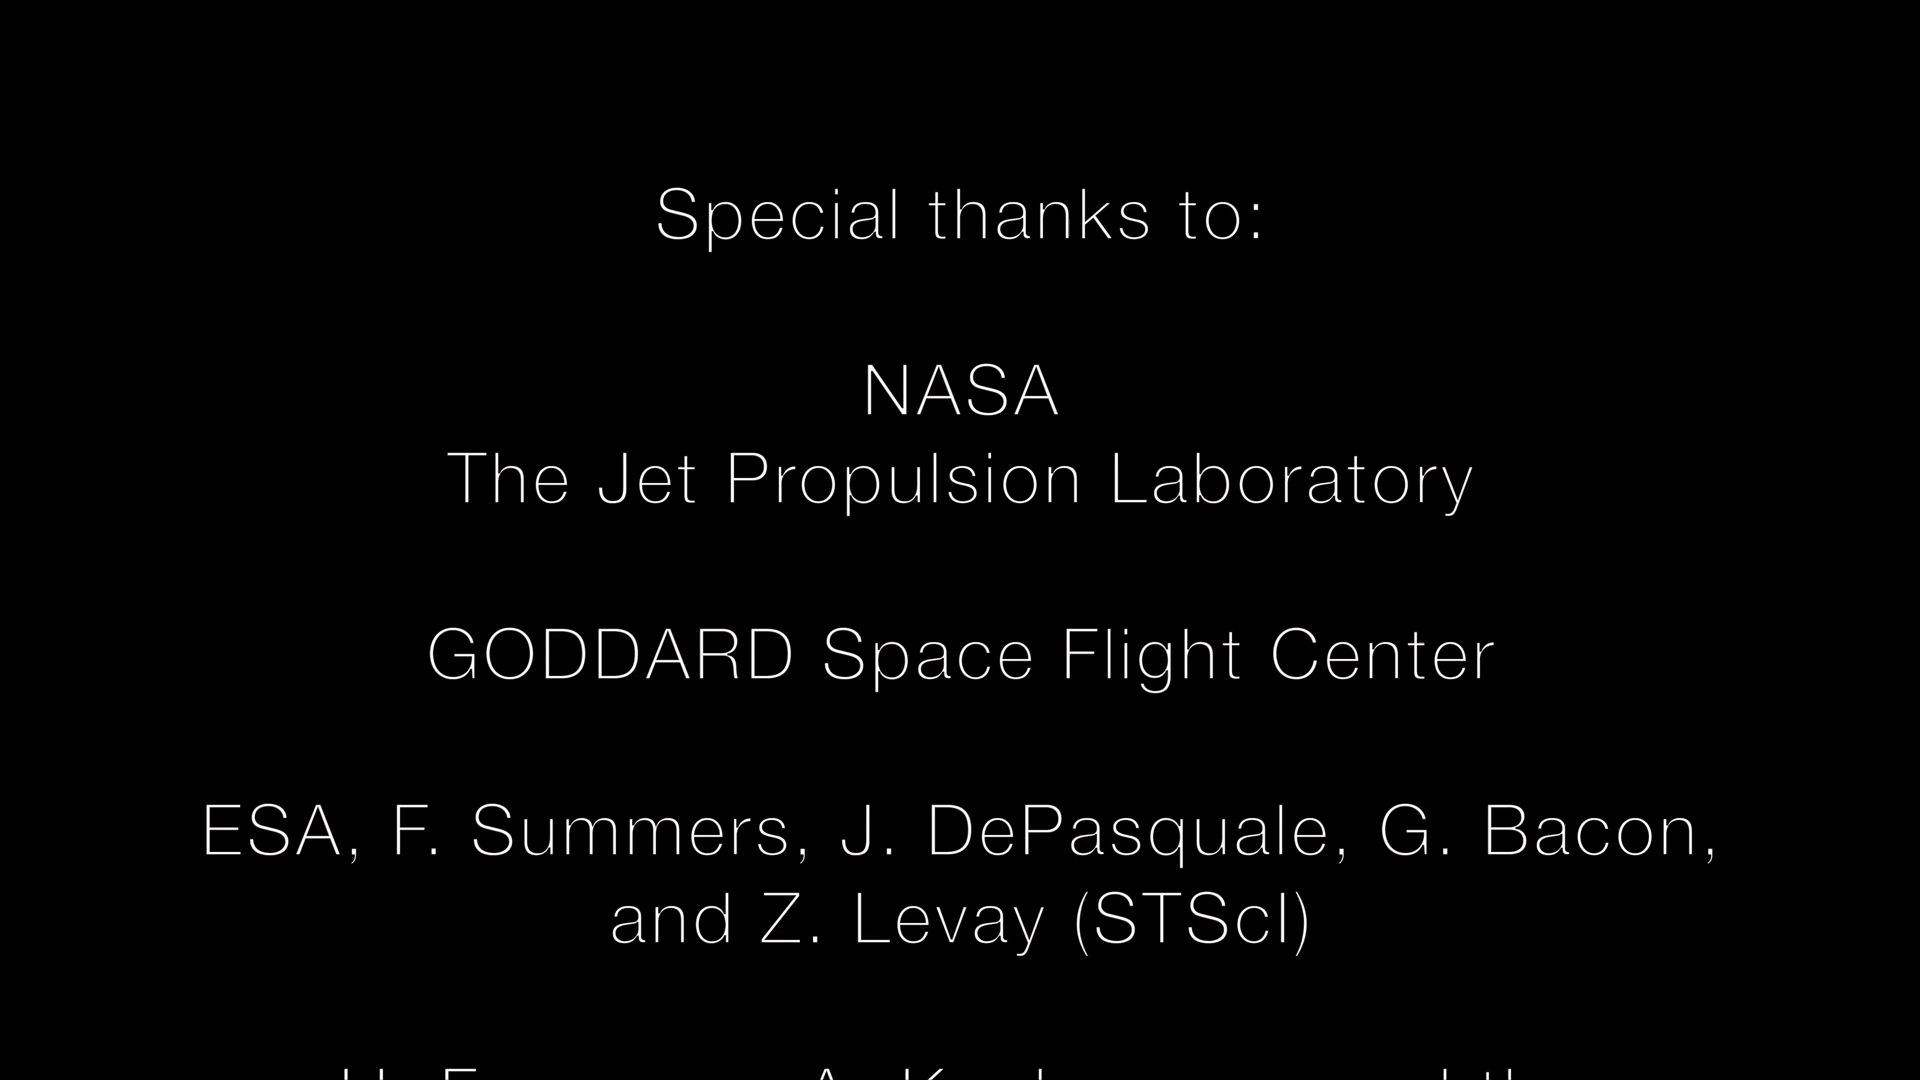 Special thanks to:
NASA
The Jet Propulsion Laboratory
GODDARD Space Flight Center
ESA, F. Summers, J. DePasquale, G. Bacon,
and Z. Levay (STScI)